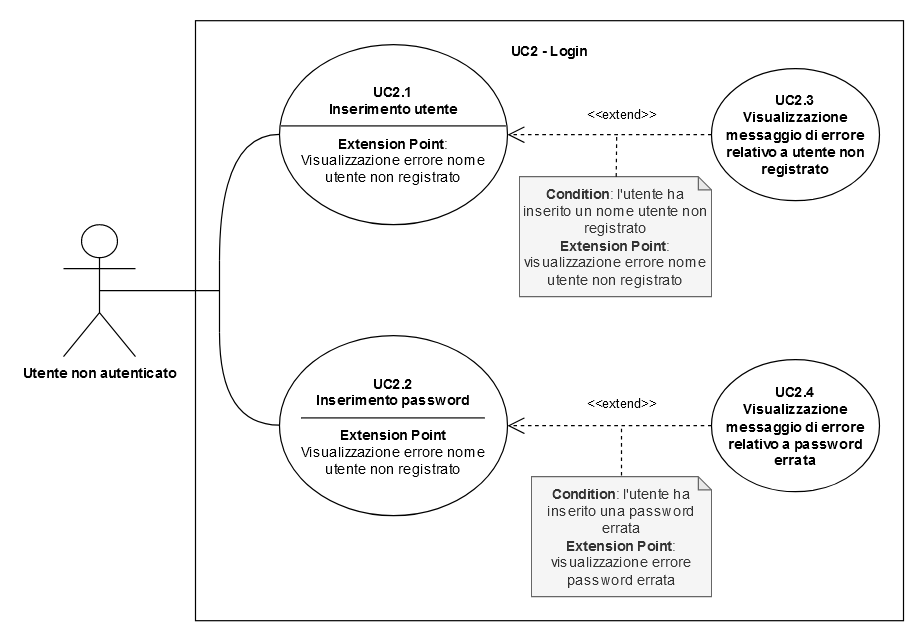 UC2 - Login
UC2.1
Inserimento utente
Extension Point:
Visualizzazione errore nome
utente non registrato
<<extend>>
UC2.3
Visualizzazione
messaggio di errore
relativo a utente non
registrato
Condition: l'utente ha
inserito un nome utente non
registrato
Extension Point:
visualizzazione errore nome
utente non registrato
Utente non autenticato
UC2.2
Inserimento password
Extension Point
Visualizzazione errore nome
utente non registrato
<<extend>>
UC2.4
Visualizzazione
messaggio di errore
relativo a password
errata
Condition: l'utente ha
inserito una password
errata
Extension Point:
visualizzazione errore
password errata